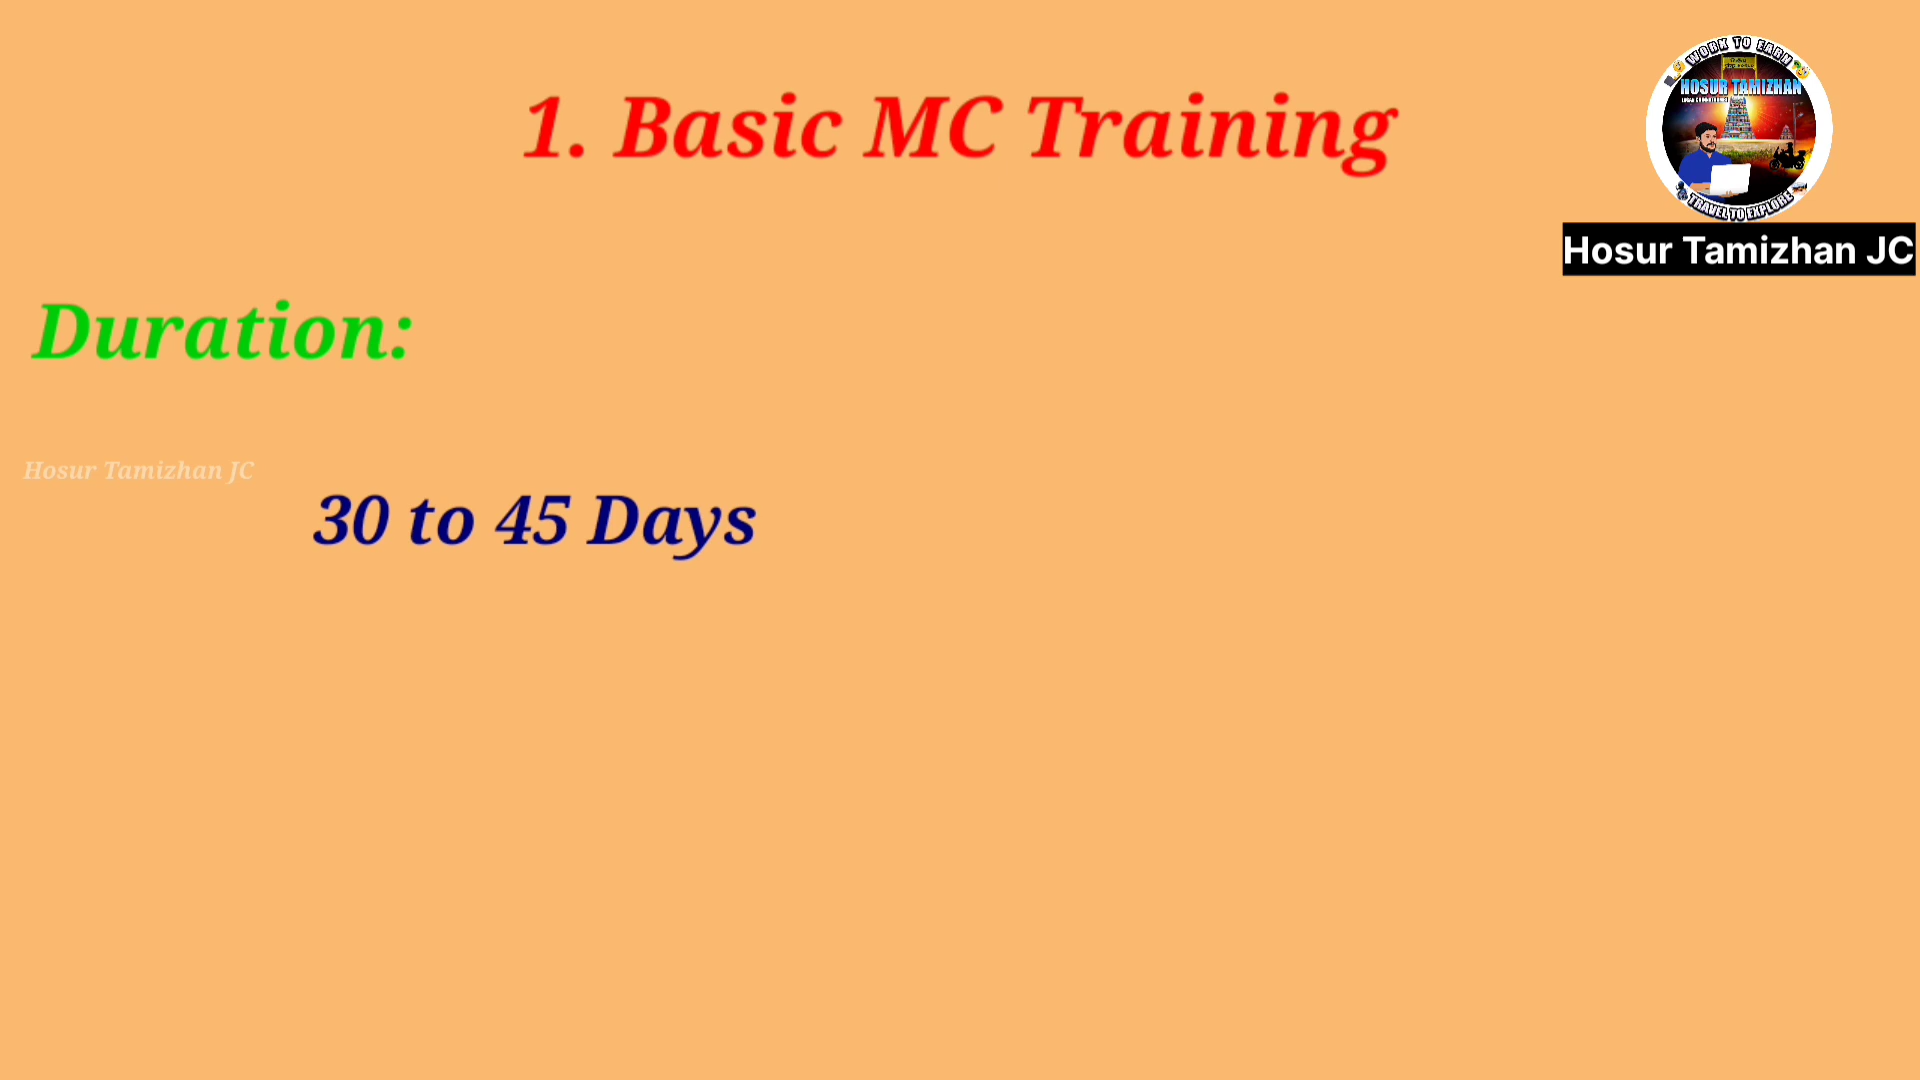 1. Basic MC Training
WORK TO EARN
HOSUR TAMIZHAN
TRAVEL TO EXPLORE
Hosur Tamizhan JC
Duration:
Hosur Tamizhan JC
30 to 45 Days